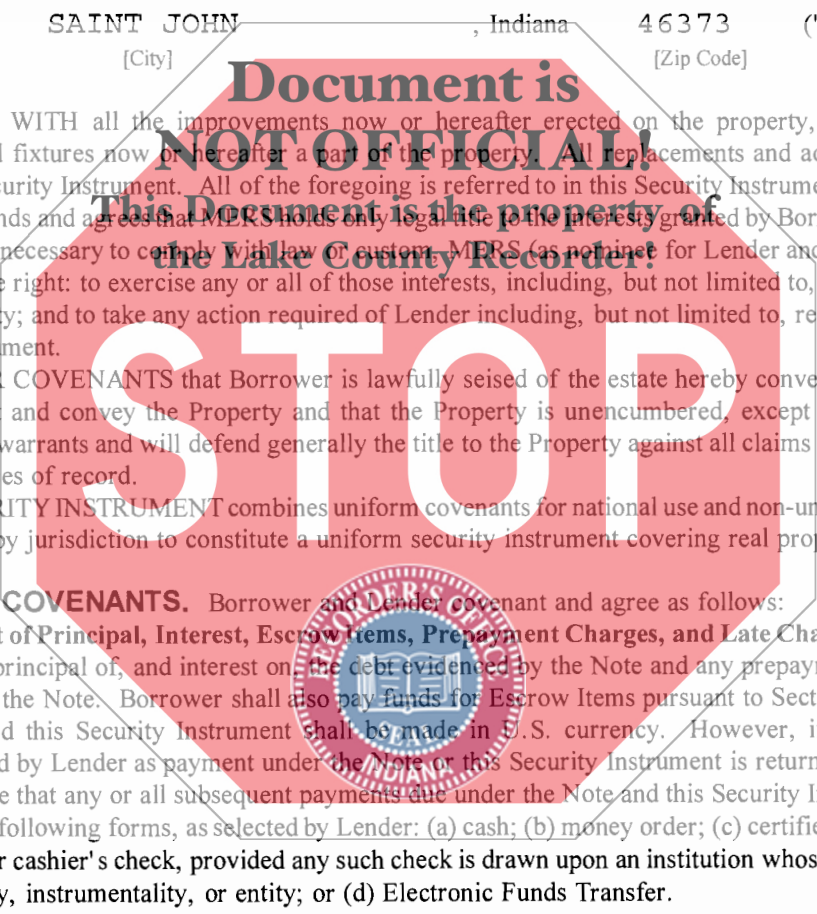 SAINT JOHN , Indiana 46373 ("
[City] [Zip Code]
Document is
WITH all the improvements now or hereafter erected on the property,
NOT OFFICIAL!
fixtures now or hereafter a part of the property. All replacements and ad
urity Instrument. All of the foregoing is referred to in this Security Instrume
This Document is the property of
nds and agrees that MERS holds only legal title to the interests granted by Bor
the Lake County Recorder!
necessary to comply with law or custom, MERS (as nominee for Lender and
e right: to exercise any or all of those interests, including, but not limited to,
y; and to take any action required of Lender including, but not limited to, re
ment.
STOP
R COVENANTS that Borrower is lawfully seised of the estate hereby conve
t and convey the Property and that the Property is unencumbered, except
warrants and will defend generally the title to the Property against all claims
es of record.
RITY INSTRUMENT combines uniform covenants for national use and non-un
by jurisdiction to constitute a uniform security instrument covering real prop
COVENANTS. Borrower and Lender covenant and agree as follows:
t of Principal, Interest, Escrow Items, Prepayment Charges, and Late Cha
principal of, and interest on, the debt evidenced by the Note and any prepaym
the Note. Borrower shall also pay funds for Escrow Items pursuant to Sect
d this Security Instrument shall be made in U.S. currency. However, i
d by Lender as payment under the Note or this Security Instrument is return
e that any or all subsequent payments due under the Note and this Security I
following forms, as selected by Lender: (a) cash; (b) money order; (c) certifie
r cashier's check, provided any such check is drawn upon an institution whos
y, instrumentality, or entity; or (d) Electronic Funds Transfer.
RECORDER'S OFFICE
SEAL
INDIANA